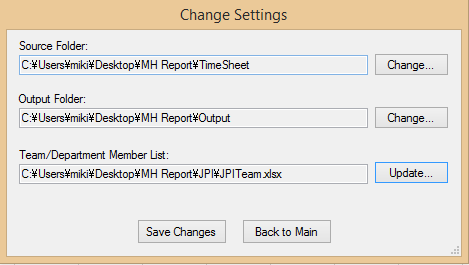 Change Settings
Source Folder:
C:¥Users¥miki¥Desktop¥MH Report¥TimeSheet
Change...
Output Folder:
C:¥Users¥miki¥Desktop¥MH Report¥Output
Change...
Team/Department Member List:
C:¥Users¥miki¥Desktop¥MH Report¥JPI¥JPITeam.xlsx
Update...
Save Changes
Back to Main